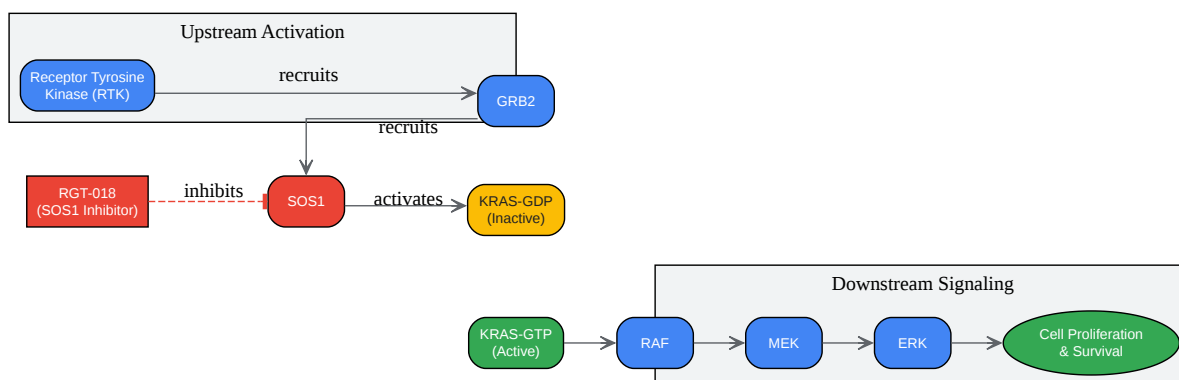 Upstream Activation
Receptor Tyrosine
Kinase (RTK)
recruits
GRB2
recruits
RGT-018
(SOS1 Inhibitor)
inhibits
SOS1
activates
KRAS-GDP
(Inactive)
Downstream Signaling
KRAS-GTP
(Active)
RAF
MEK
ERK
Cell Proliferation
& Survival